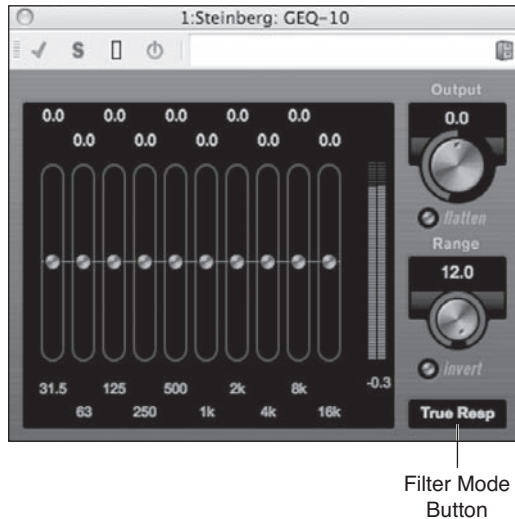 1:Steinberg: GEQ-10
S
Output
0.0 0.0 0.0 0.0 0.0
0.0 0.0 0.0 0.0 0.0
0.0
flatten
Range
12.0
invert
31.5 125 500 2k 8k
-0.3
63 250 1k 4k 16k
True Resp
Filter Mode
Button